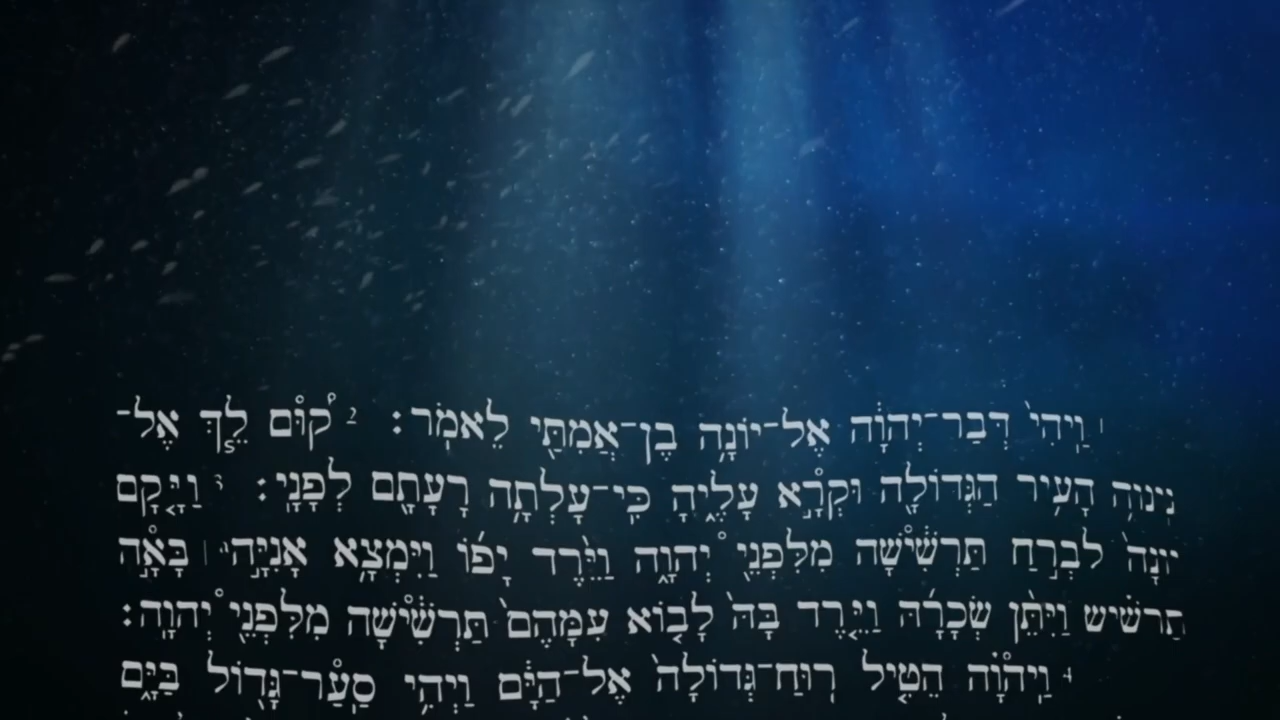 1 וַֽיְהִי֙ דְּבַר־יְהוָ֔ה אֶל־יוֹנָ֥ה בֶן־אֲמִתַּ֖י לֵאמֹֽר׃ 2 ק֠וּם לֵ֧ךְ אֶל־
נִֽינְוֵ֛ה הָעִ֥יר הַגְּדוֹלָ֖ה וּקְרָ֣א עָלֶ֑יהָ כִּֽי־עָלְתָ֥ה רָעָתָ֖ם לְפָנָֽי׃ 3 וַיָּ֤קָם
יוֹנָה֙ לִבְרֹ֣חַ תַּרְשִׁ֔ישָׁה מִלִּפְנֵ֖י יְהוָ֑ה וַיֵּ֨רֶד יָפ֜וֹ וַיִּמְצָ֥א אָנִיָּ֣ה ׀ בָּאָ֣ה
תַרְשִׁ֗ישׁ וַיִּתֵּ֨ן שְׂכָרָ֜הּ וַיֵּ֤רֶד בָּהּ֙ לָב֤וֹא עִמָּהֶם֙ תַּרְשִׁ֔ישָׁה מִלִּפְנֵ֖י יְהוָֽה׃
4 וַֽיהוָ֗ה הֵטִ֤יל רֽוּחַ־גְּדוֹלָה֙ אֶל־הַיָּ֔ם וַיְהִ֥י סַֽעַר־גָּד֖וֹל בַּיָּ֑ם